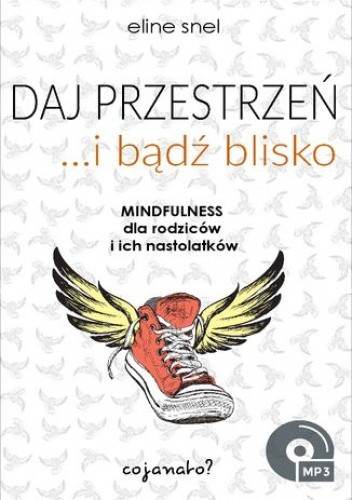 eline snel
DAJ PRZESTRZEŃ
...i bądź blisko
MINDFULNESS
dla rodziców
i ich nastolatków
cojanato?
MP3